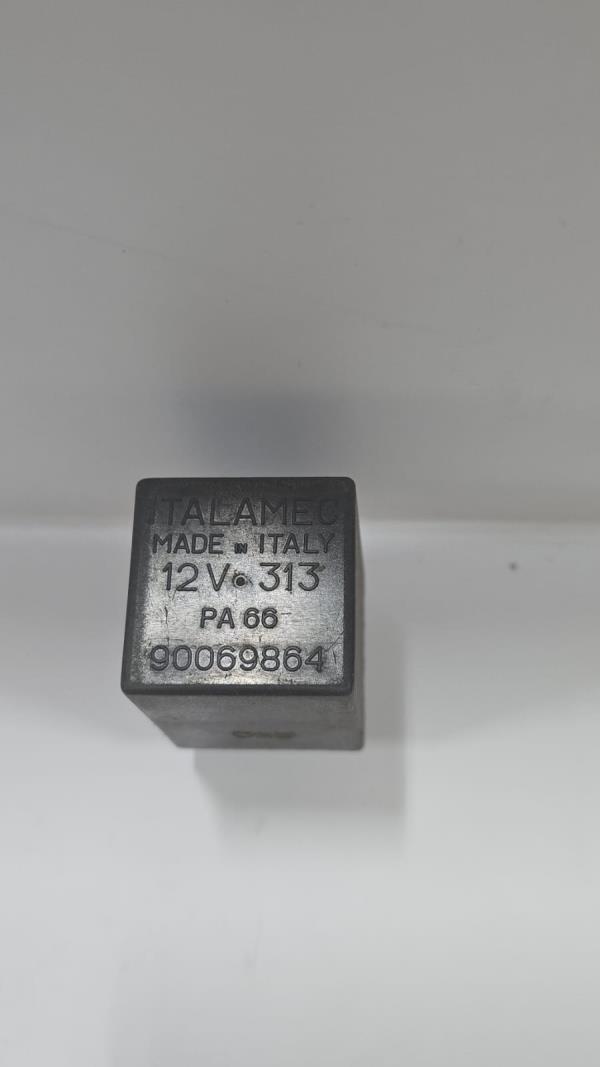 ITALAMEC
MADE IN ITALY
12V 313
PA 66
90069864